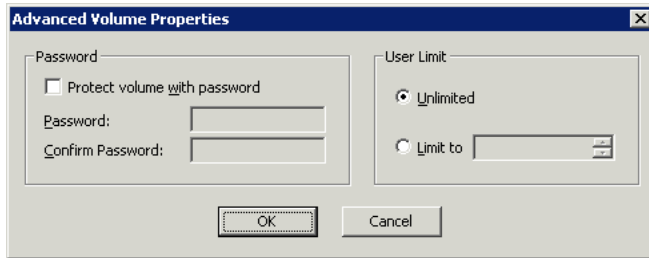 Advanced Volume Properties
Password
Protect volume with password
Password:
Confirm Password:
User Limit
Unlimited
Limit to
OK
Cancel